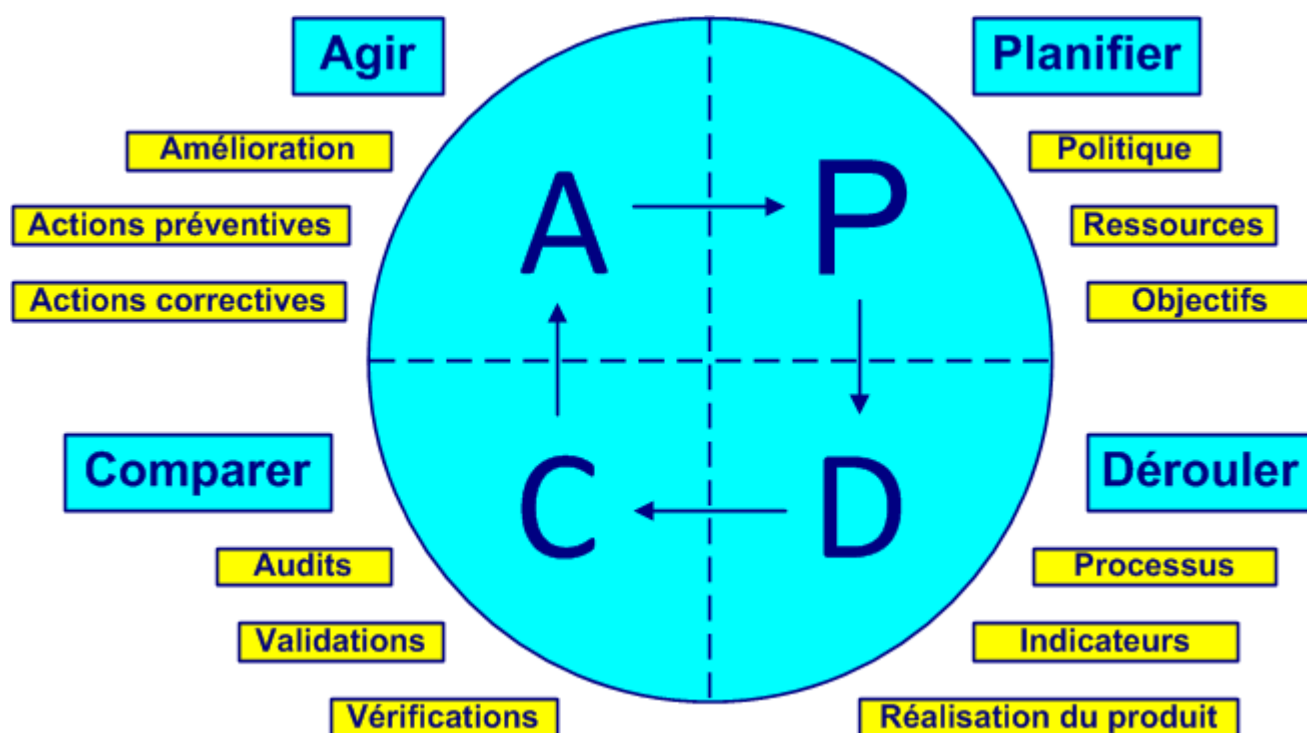 Agir
Planifier
Amélioration
Politique
Actions préventives
Ressources
Actions correctives
Objectifs
A
P
C
D
Comparer
Dérouler
Audits
Processus
Validations
Indicateurs
Vérifications
Réalisation du produit